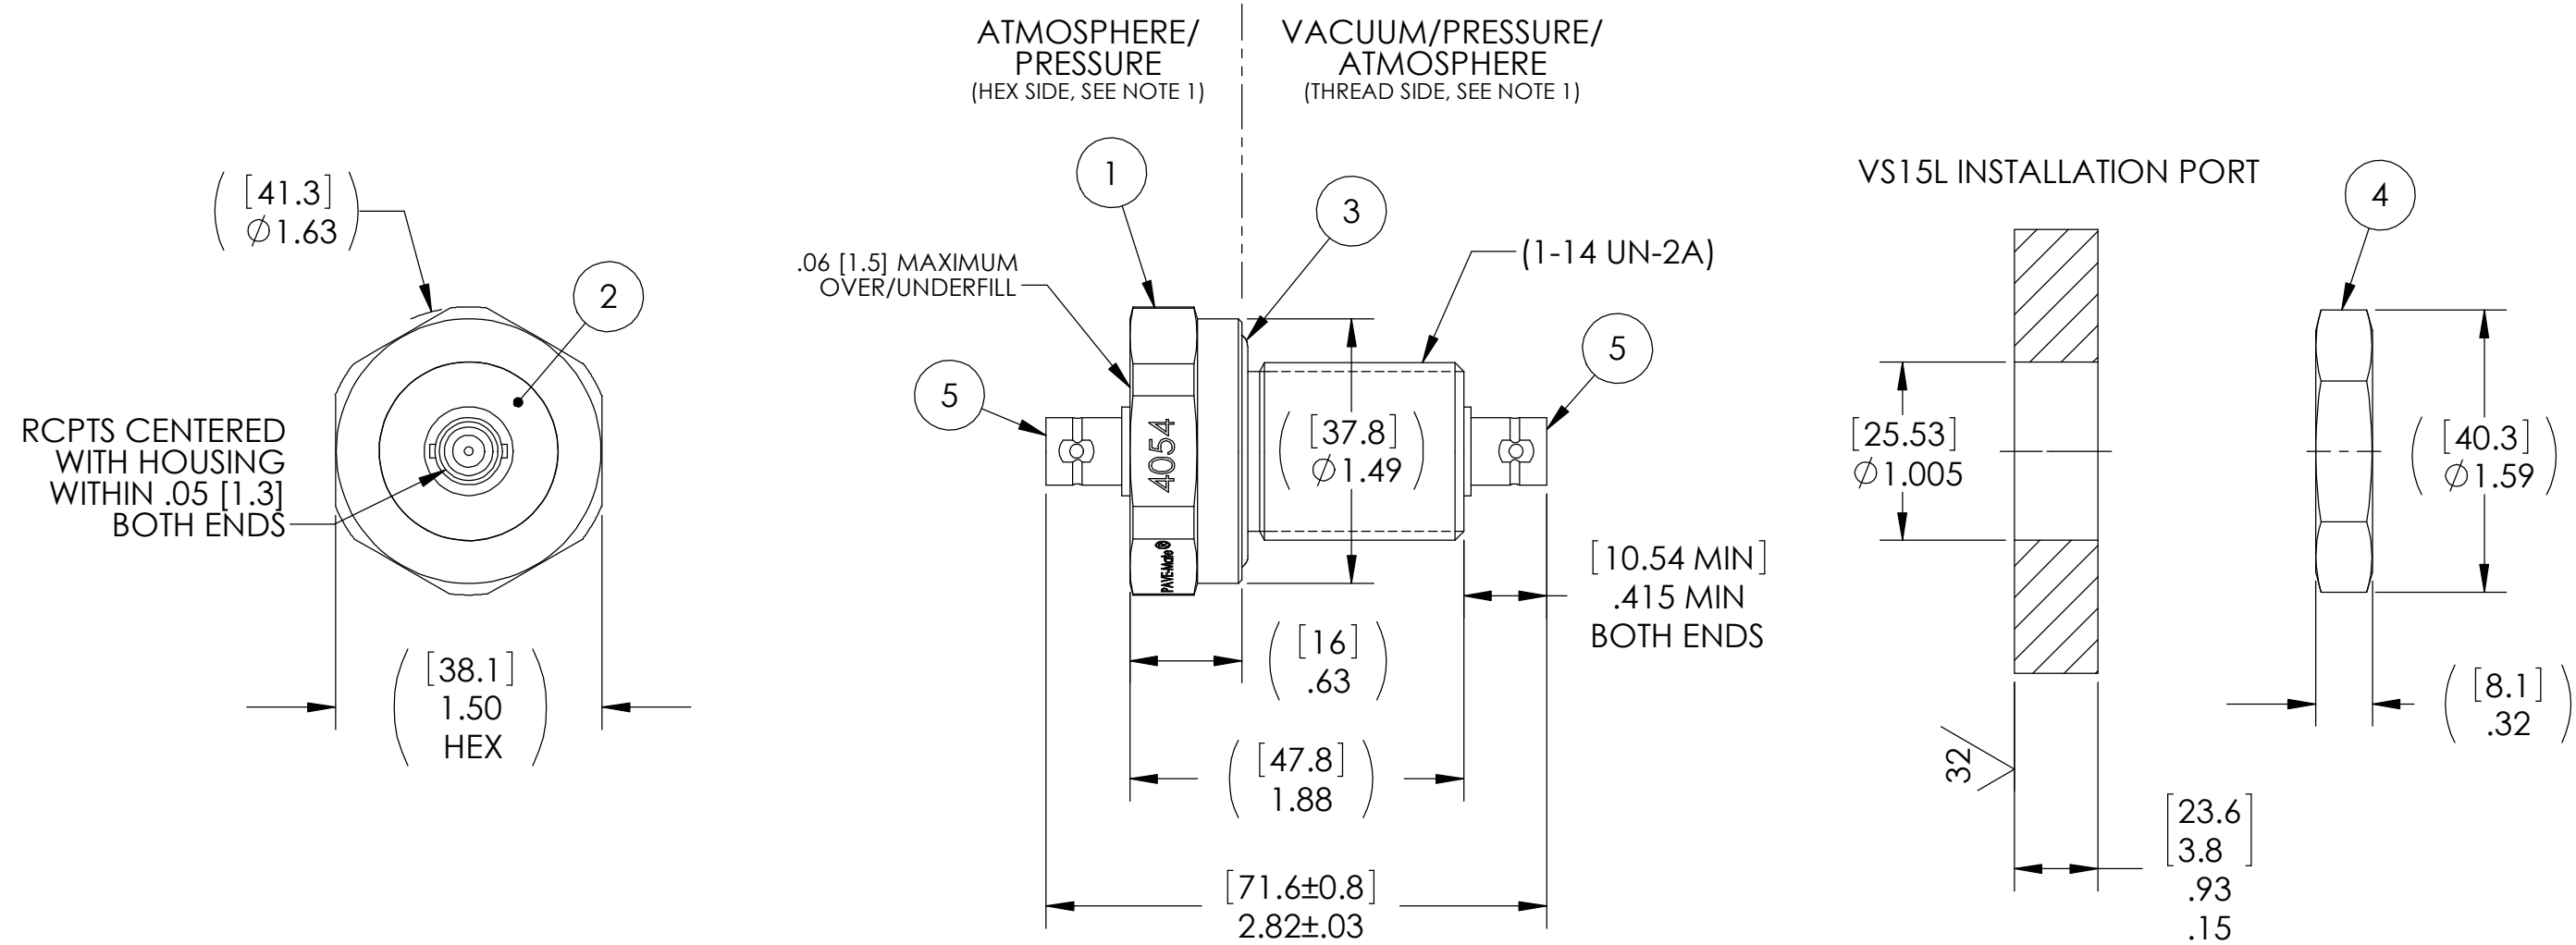 ATMOSPHERE/
PRESSURE
(HEX SIDE, SEE NOTE 1)
VACUUM/PRESSURE/
ATMOSPHERE
(THREAD SIDE, SEE NOTE 1)
[41.3]
∅1.63
2
RCPTS CENTERED
WITH HOUSING
WITHIN .05 [1.3]
BOTH ENDS
[38.1]
1.50
HEX
1
3
.06 [1.5] MAXIMUM
OVER/UNDERFILL
(1-14 UN-2A)
5
5
4054
PAVE-Mate®
[37.8]
∅1.49
[10.54 MIN]
.415 MIN
BOTH ENDS
[16]
.63
[47.8]
1.88
[71.6±0.8]
2.82±.03
VS15L INSTALLATION PORT
4
[25.53]
∅1.005
[40.3]
∅1.59
[8.1]
.32
32
[23.6
3.8]
.93
.15